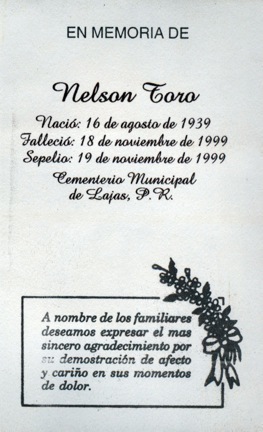 EN MEMORIA DE
Nelson Toro
Nació: 16 de agosto de 1939
Falleció: 18 de noviembre de 1999
Sepelio: 19 de noviembre de 1999
Cementerio Municipal
de Lajas, P.R.
A nombre de los familiares
deseamos expresar el mas
sincero agradecimiento por
su demostración de afecto
y cariño en sus momentos
de dolor.